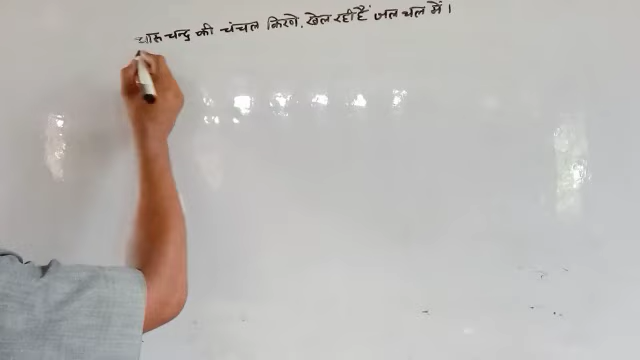 चारू चन्द्र की चंचल किरणे, खेल रही हैं जल थल में।